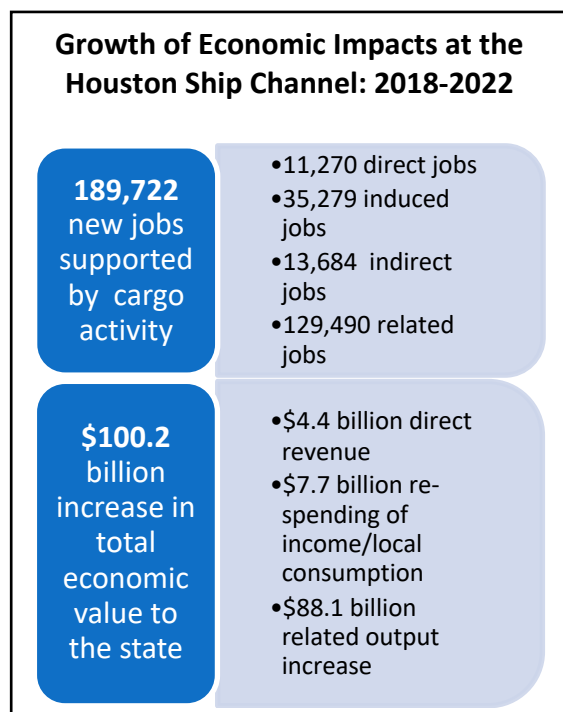 Growth of Economic Impacts at the
Houston Ship Channel: 2018-2022
189,722
new jobs
supported
by cargo
activity
•11,270 direct jobs
•35,279 induced
jobs
•13,684 indirect
jobs
•129,490 related
jobs
$100.2
billion
increase in
total
economic
value to
the state
•$4.4 billion direct
revenue
•$7.7 billion re-
spending of
income/local
consumption
•$88.1 billion
related output
increase